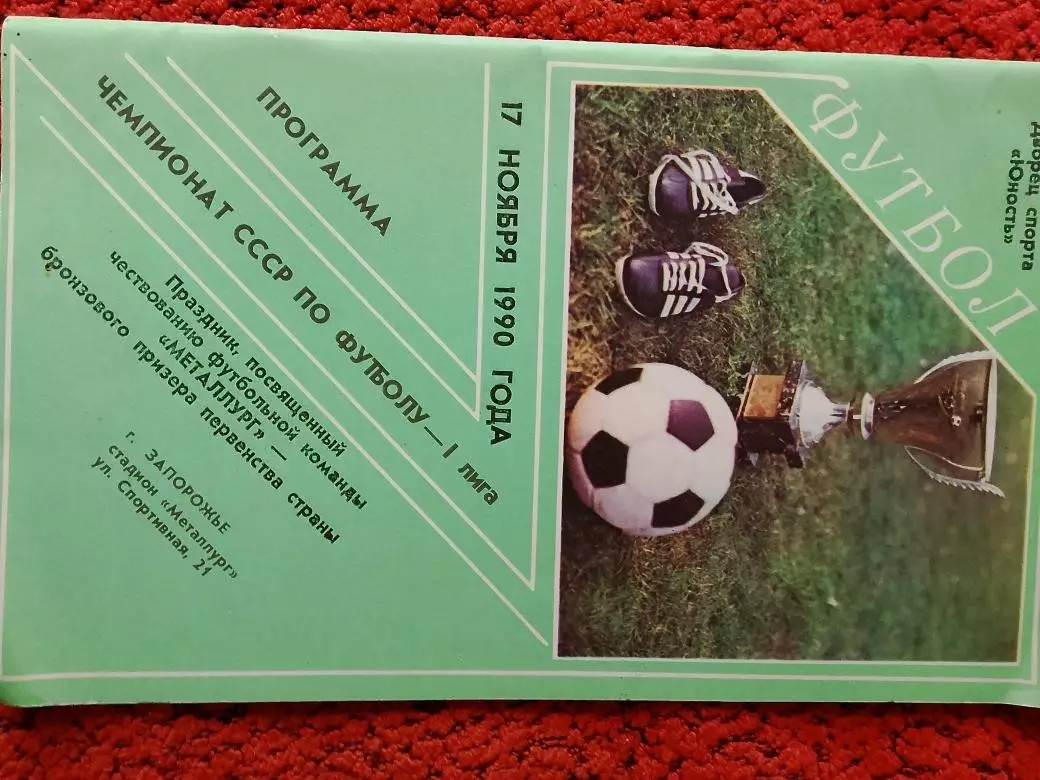 Дворец спорта
«Юность»
ФУТБОЛ
17 НОЯБРЯ 1990 ГОДА
ПРОГРАММА
ЧЕМПИОНАТ СССР ПО ФУТБОЛУ — I лига
Праздник, посвященный
чествованию футбольной команды
«МЕТАЛЛУРГ» —
бронзового призера первенства страны
г. ЗАПОРОЖЬЕ
стадион «Металлург»
ул. Спортивная, 21